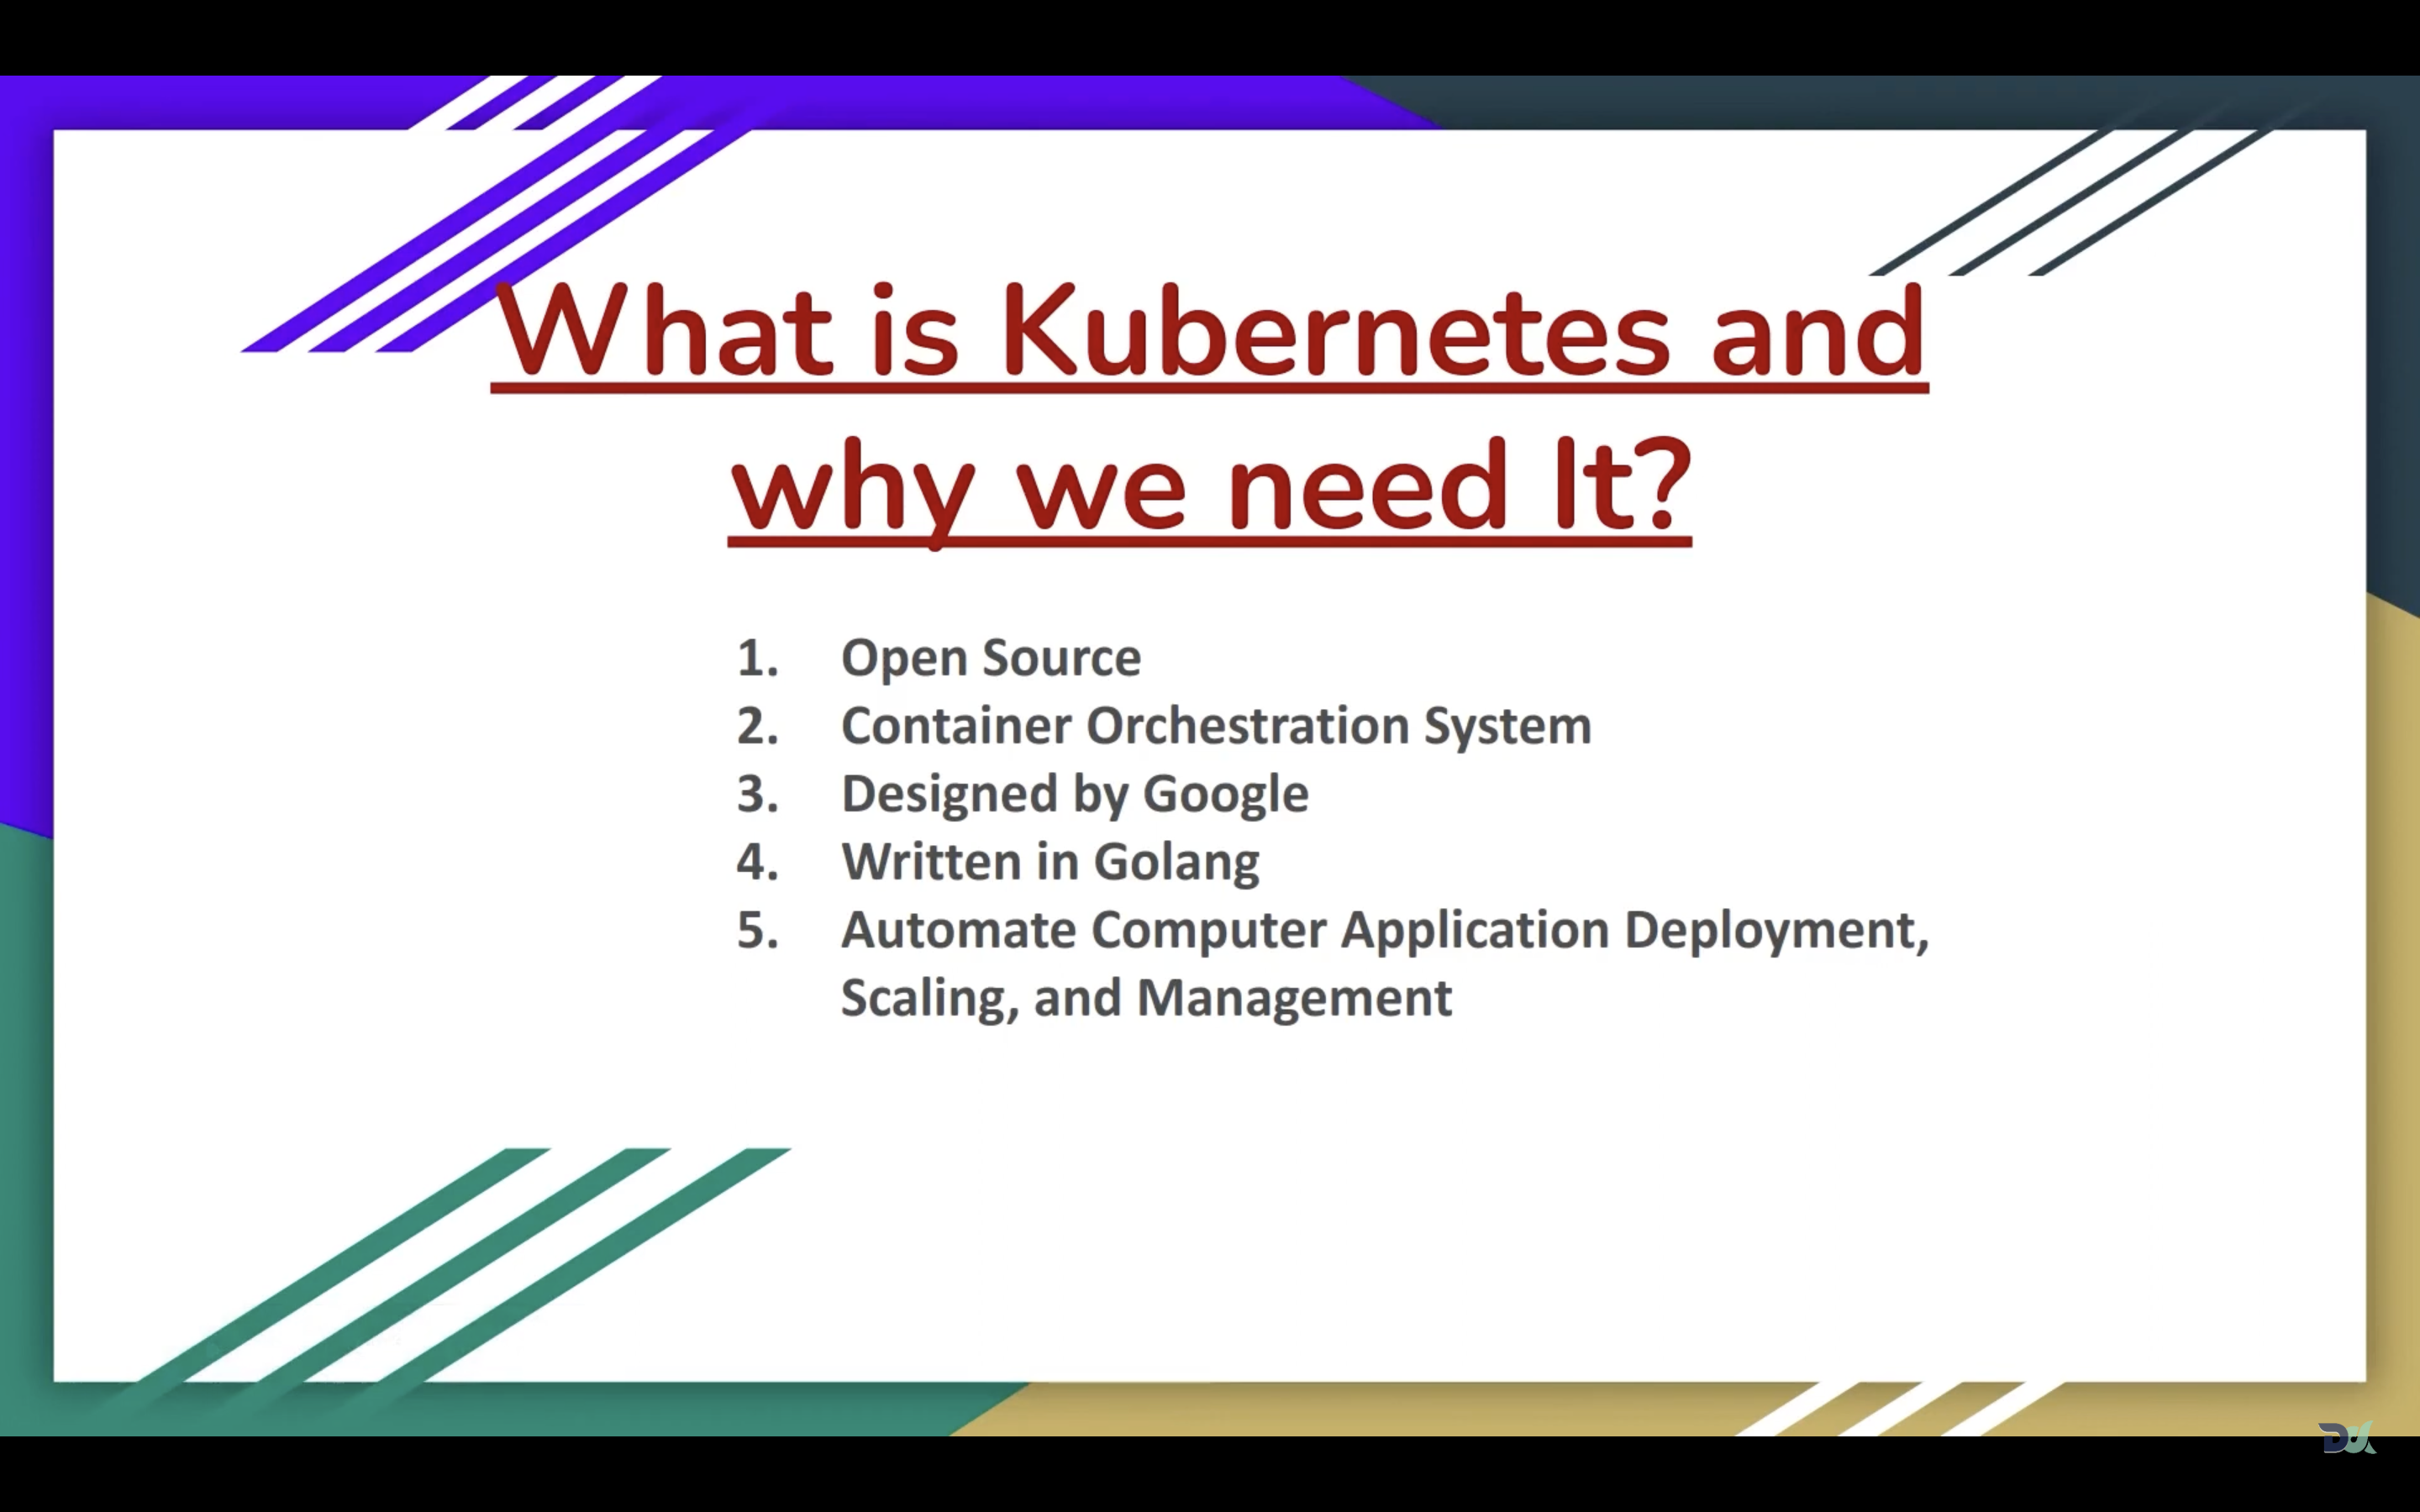 What is Kubernetes and
why we need It?
1. Open Source
2. Container Orchestration System
3. Designed by Google
4. Written in Golang
5. Automate Computer Application Deployment,
Scaling, and Management